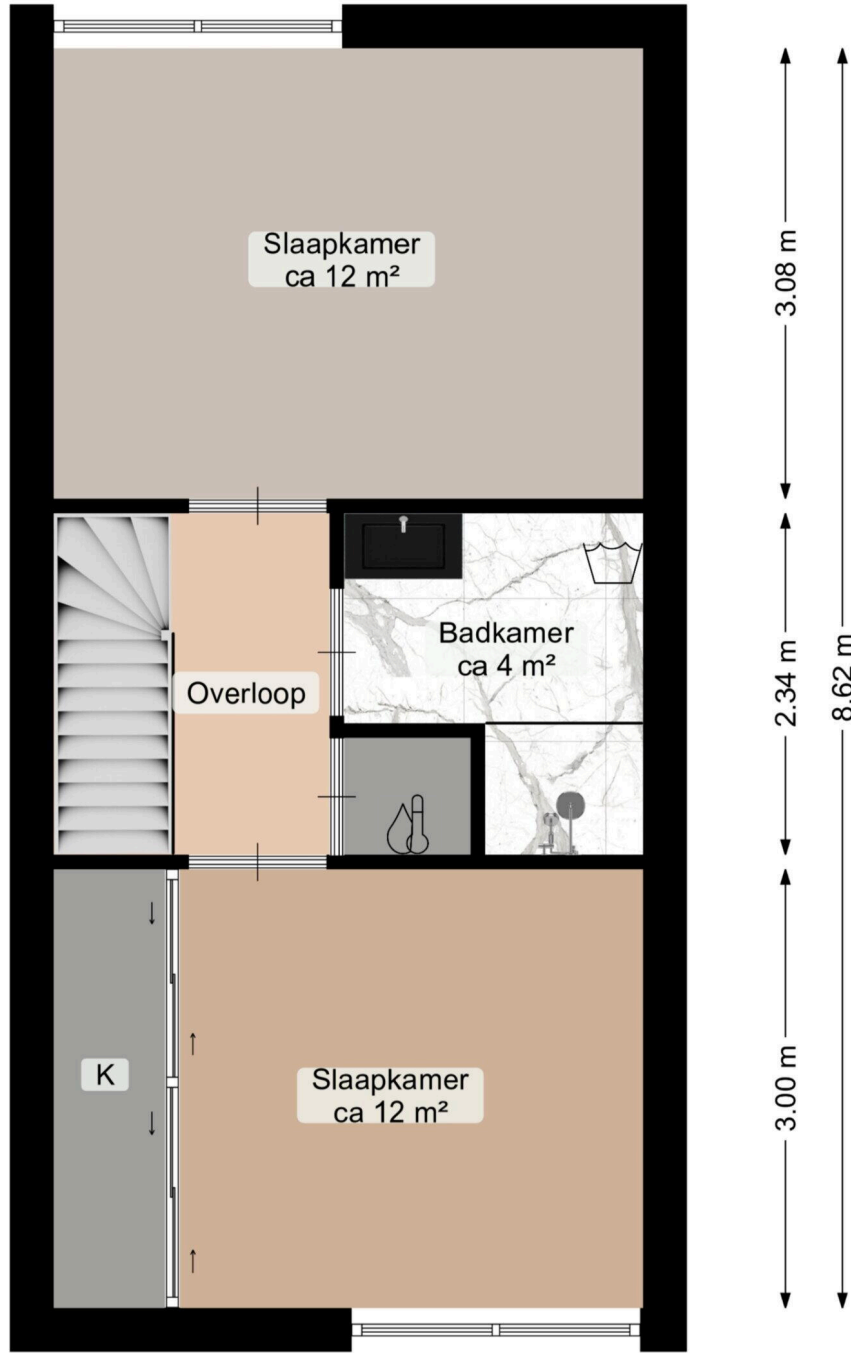 Slaapkamer
ca 12 m²
3.08 m
Badkamer
ca 4 m²
Overloop
2.34 m
8.62 m
K
Slaapkamer
ca 12 m²
3.00 m